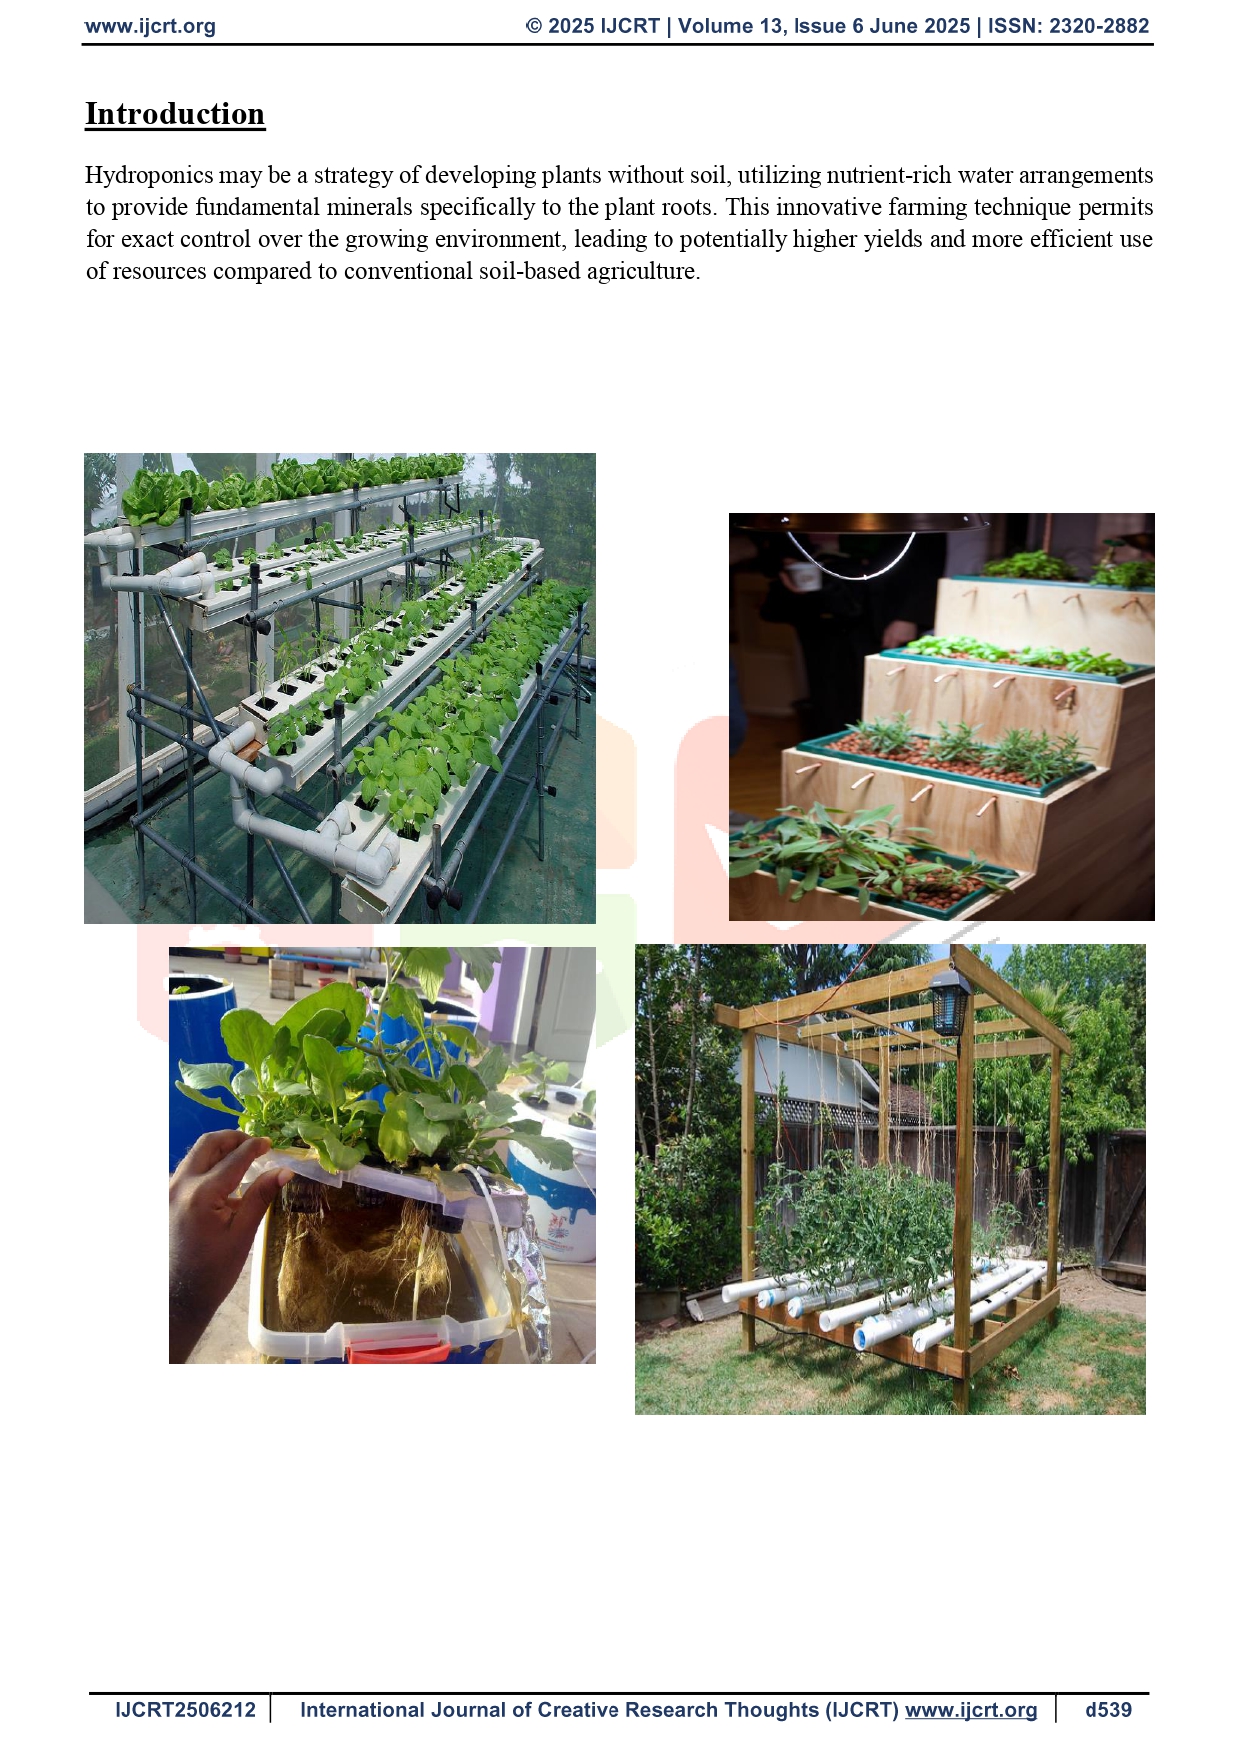 www.ijcrt.org © 2025 IJCRT | Volume 13, Issue 6 June 2025 | ISSN: 2320-2882
Introduction
Hydroponics may be a strategy of developing plants without soil, utilizing nutrient-rich water arrangements
to provide fundamental minerals specifically to the plant roots. This innovative farming technique permits
for exact control over the growing environment, leading to potentially higher yields and more efficient use
of resources compared to conventional soil-based agriculture.
IJCRT2506212 International Journal of Creative Research Thoughts (IJCRT) www.ijcrt.org d539